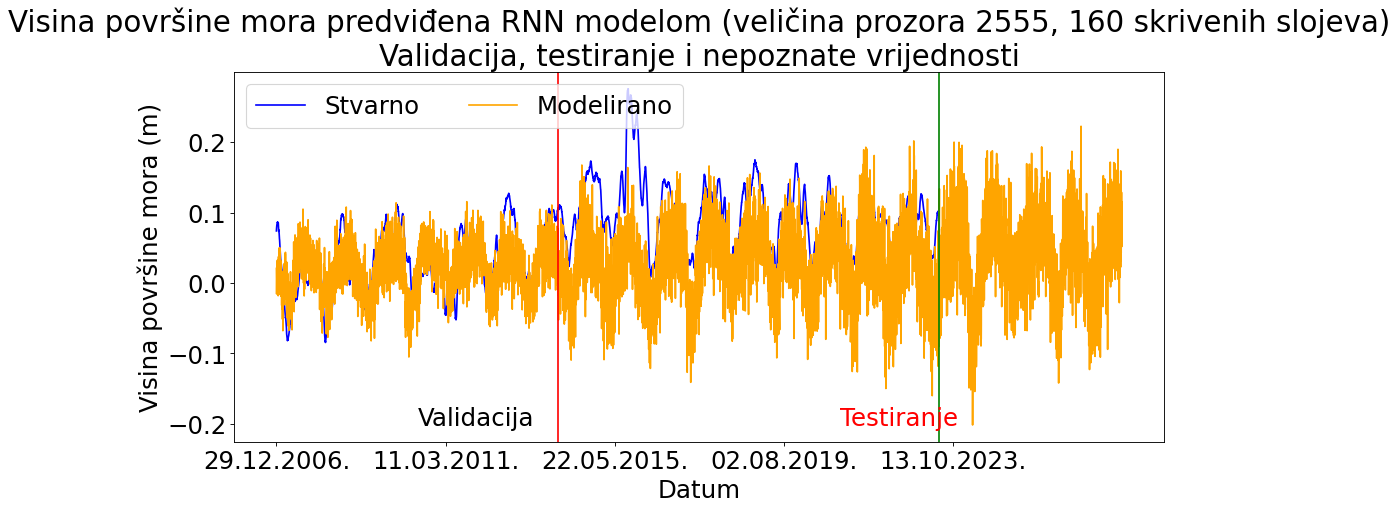 Visina površine mora predviđena RNN modelom (veličina prozora 2555, 160 skrivenih slojeva)
Validacija, testiranje i nepoznate vrijednosti
Stvarno
Modelirano
Visina površine mora (m)
0.2
0.1
0.0
−0.1
−0.2
Validacija
Testiranje
29.12.2006.
11.03.2011.
22.05.2015.
02.08.2019.
13.10.2023.
Datum